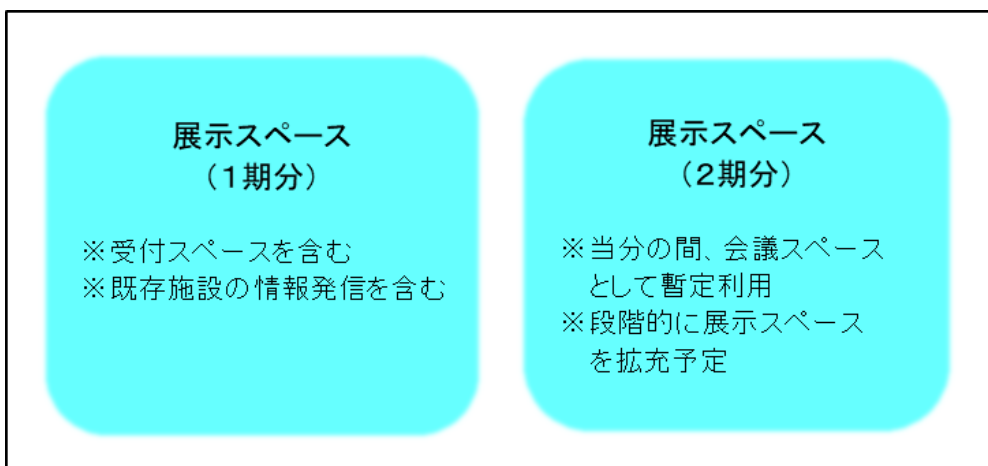 展示スペース
（１期分）
※受付スペースを含む
※既存施設の情報発信を含む
展示スペース
（２期分）
※当分の間、会議スペース
として暫定利用
※段階的に展示スペース
を拡充予定